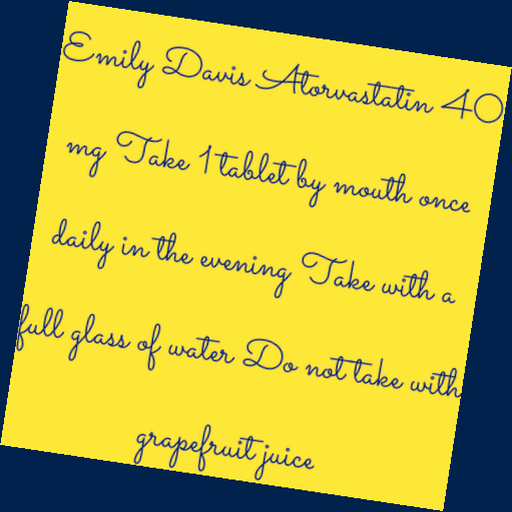 Emily Davis Atorvastatin 40
mg Take 1 tablet by mouth once
daily in the evening Take with a
full glass of water Do not take with
grapefruit juice